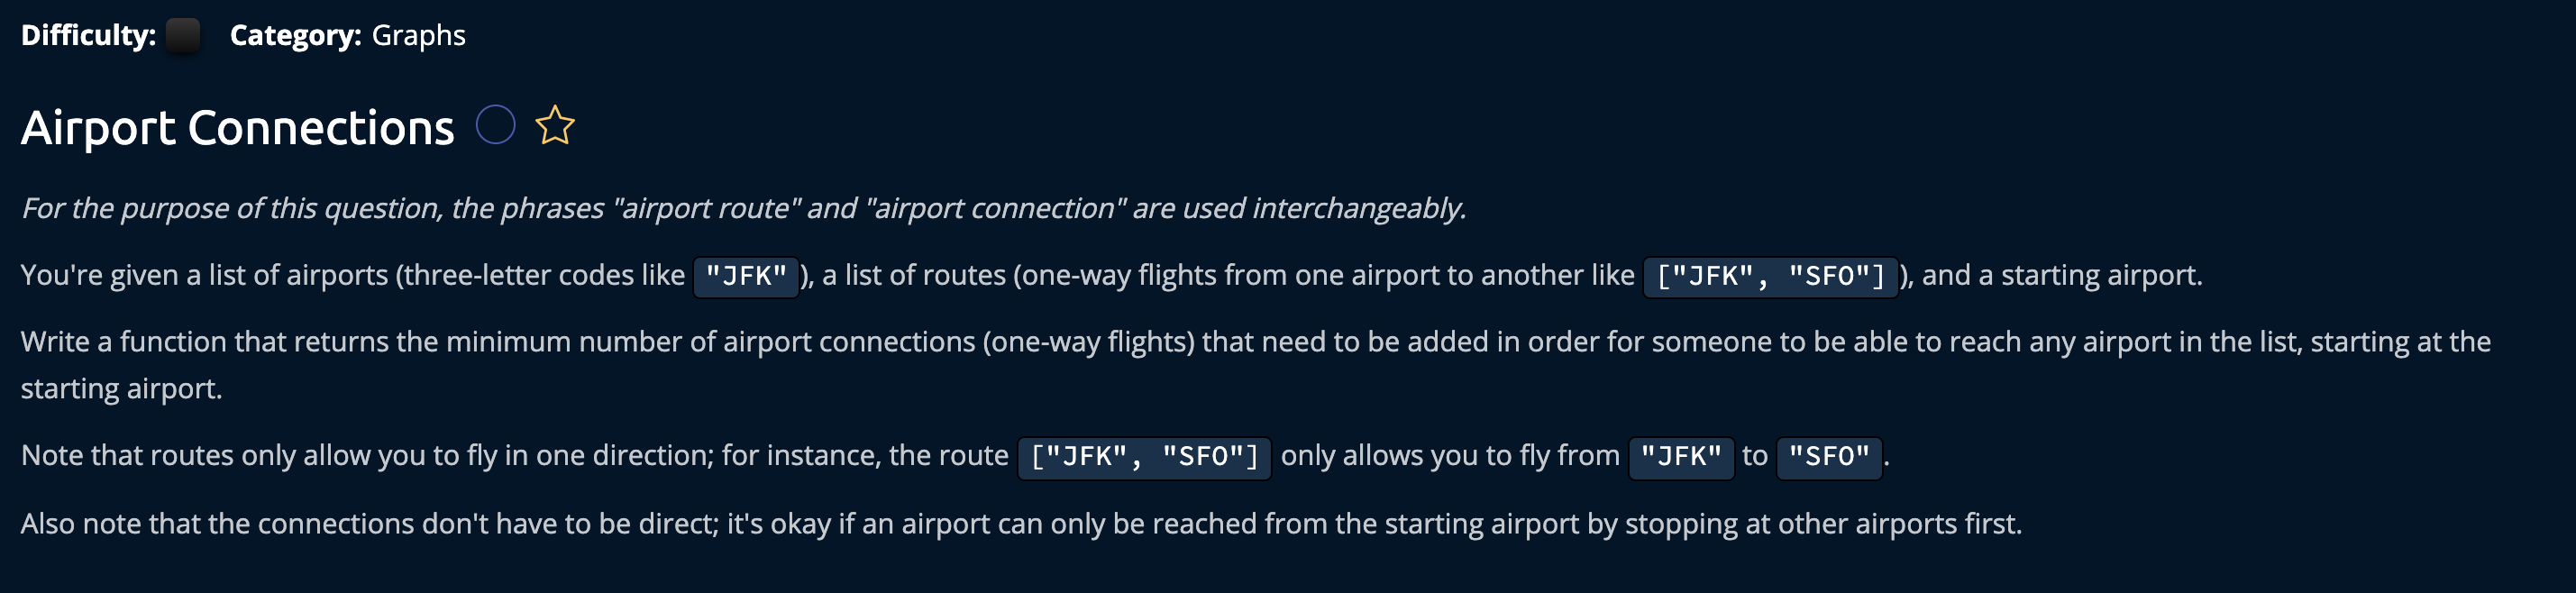 Difficulty: Category: Graphs
Airport Connections
For the purpose of this question, the phrases "airport route" and "airport connection" are used interchangeably.
You're given a list of airports (three-letter codes like "JFK"), a list of routes (one-way flights from one airport to another like ["JFK", "SFO"]), and a starting airport.
Write a function that returns the minimum number of airport connections (one-way flights) that need to be added in order for someone to be able to reach any airport in the list, starting at the
starting airport.
Note that routes only allow you to fly in one direction; for instance, the route ["JFK", "SFO"] only allows you to fly from "JFK" to "SFO".
Also note that the connections don't have to be direct; it's okay if an airport can only be reached from the starting airport by stopping at other airports first.